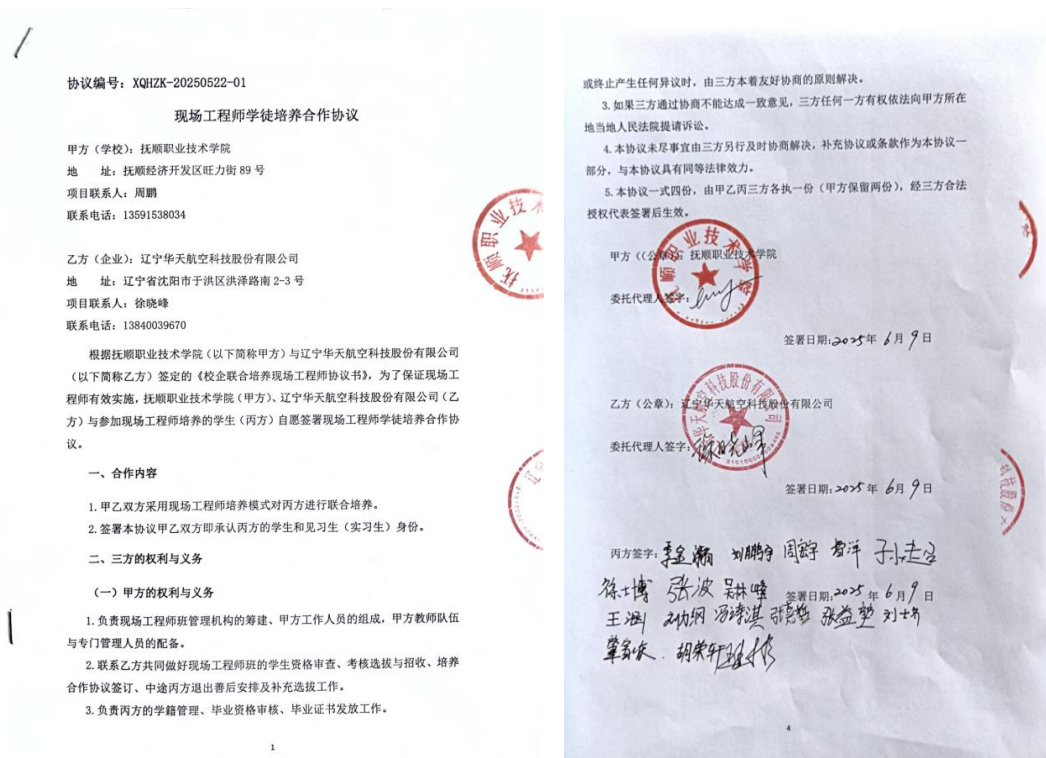 协议编号：XQHZK-20250522-01
现场工程师学徒培养合作协议
甲方（学校）：抚顺职业技术学院
地 址：抚顺经济开发区旺力街 89 号
项目联系人：周鹏
联系电话：13591538034
乙方（企业）：辽宁华天航空科技股份有限公司
地 址：辽宁省沈阳市于洪区洪泽路南 2-3 号
项目联系人：徐晓峰
联系电话：13840039670
根据抚顺职业技术学院（以下简称甲方）与辽宁华天航空科技股份有限公司
（以下简称乙方）签定的《校企联合培养现场工程师协议书》，为了保证现场工
程师有效实施，抚顺职业技术学院（甲方）、辽宁华天航空科技股份有限公司（乙
方）与参加现场工程师培养的学生（丙方）自愿签署现场工程师学徒培养合作协
议。
一、合作内容
1.甲乙双方采用现场工程师培养模式对丙方进行联合培养。
2.签署本协议甲乙双方即承认丙方的学生和见习生（实习生）身份。
二、三方的权利与义务
（一）甲方的权利与义务
1.负责现场工程师班管理机构的筹建、甲方工作人员的组成，甲方教师队伍
与专门管理人员的配备。
2.联系乙方共同做好现场工程师班的学生资格审查、考核选拔与招收、培养
合作协议签订、中途丙方退出善后安排及补充选拔工作。
3.负责丙方的学籍管理、毕业资格审核、毕业证书发放工作。
1
抚顺职业技术
或终止产生任何异议时，由三方本着友好协商的原则解决。
3.如果三方通过协商不能达成一致意见，三方任何一方有权依法向甲方所在
地当地人民法院提请诉讼。
4.本协议未尽事宜由三方另行及时协商解决，补充协议或条款作为本协议一
部分，与本协议具有同等法律效力。
5.本协议一式四份，由甲乙丙三方各执一份（甲方保留两份），经三方合法
授权代表签署后生效。
甲方（（公章）：抚顺职业技术学院
委托代理人签字：
签署日期：2025年 6月 9日
乙方（公章）：辽宁华天航空科技股份有限公司
委托代理人签字：徐晓峰
签署日期：2025年 6月 9日
丙方签字： 刘鹏宇 周韵宇
张波 吴林峰 签署日期：2025年 6月 9日
王涵 张益赫
胡荣轩
4